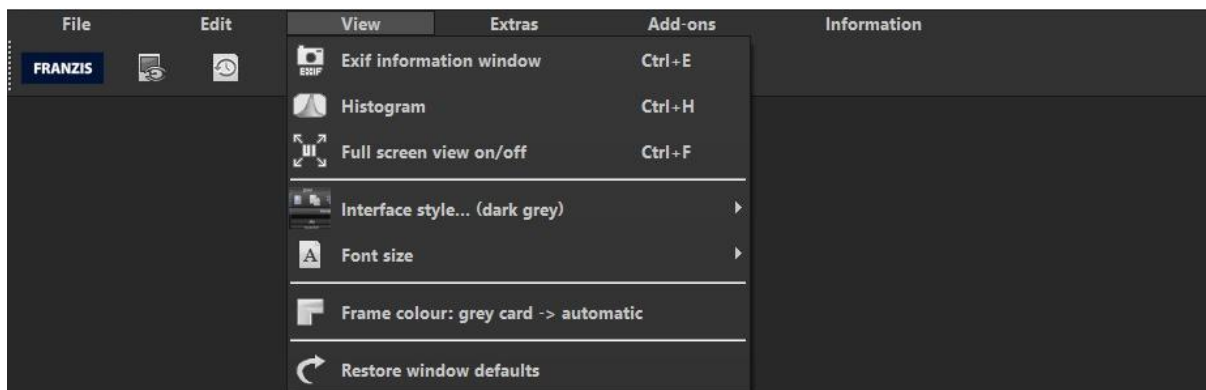 File Edit View Extras Add-ons Information
FRANZIS
EXIF
Exif information window Ctrl+E
Histogram Ctrl+H
UI
Full screen view on/off Ctrl+F
Interface style... (dark grey)
A
Font size
Frame colour: grey card -> automatic
Restore window defaults